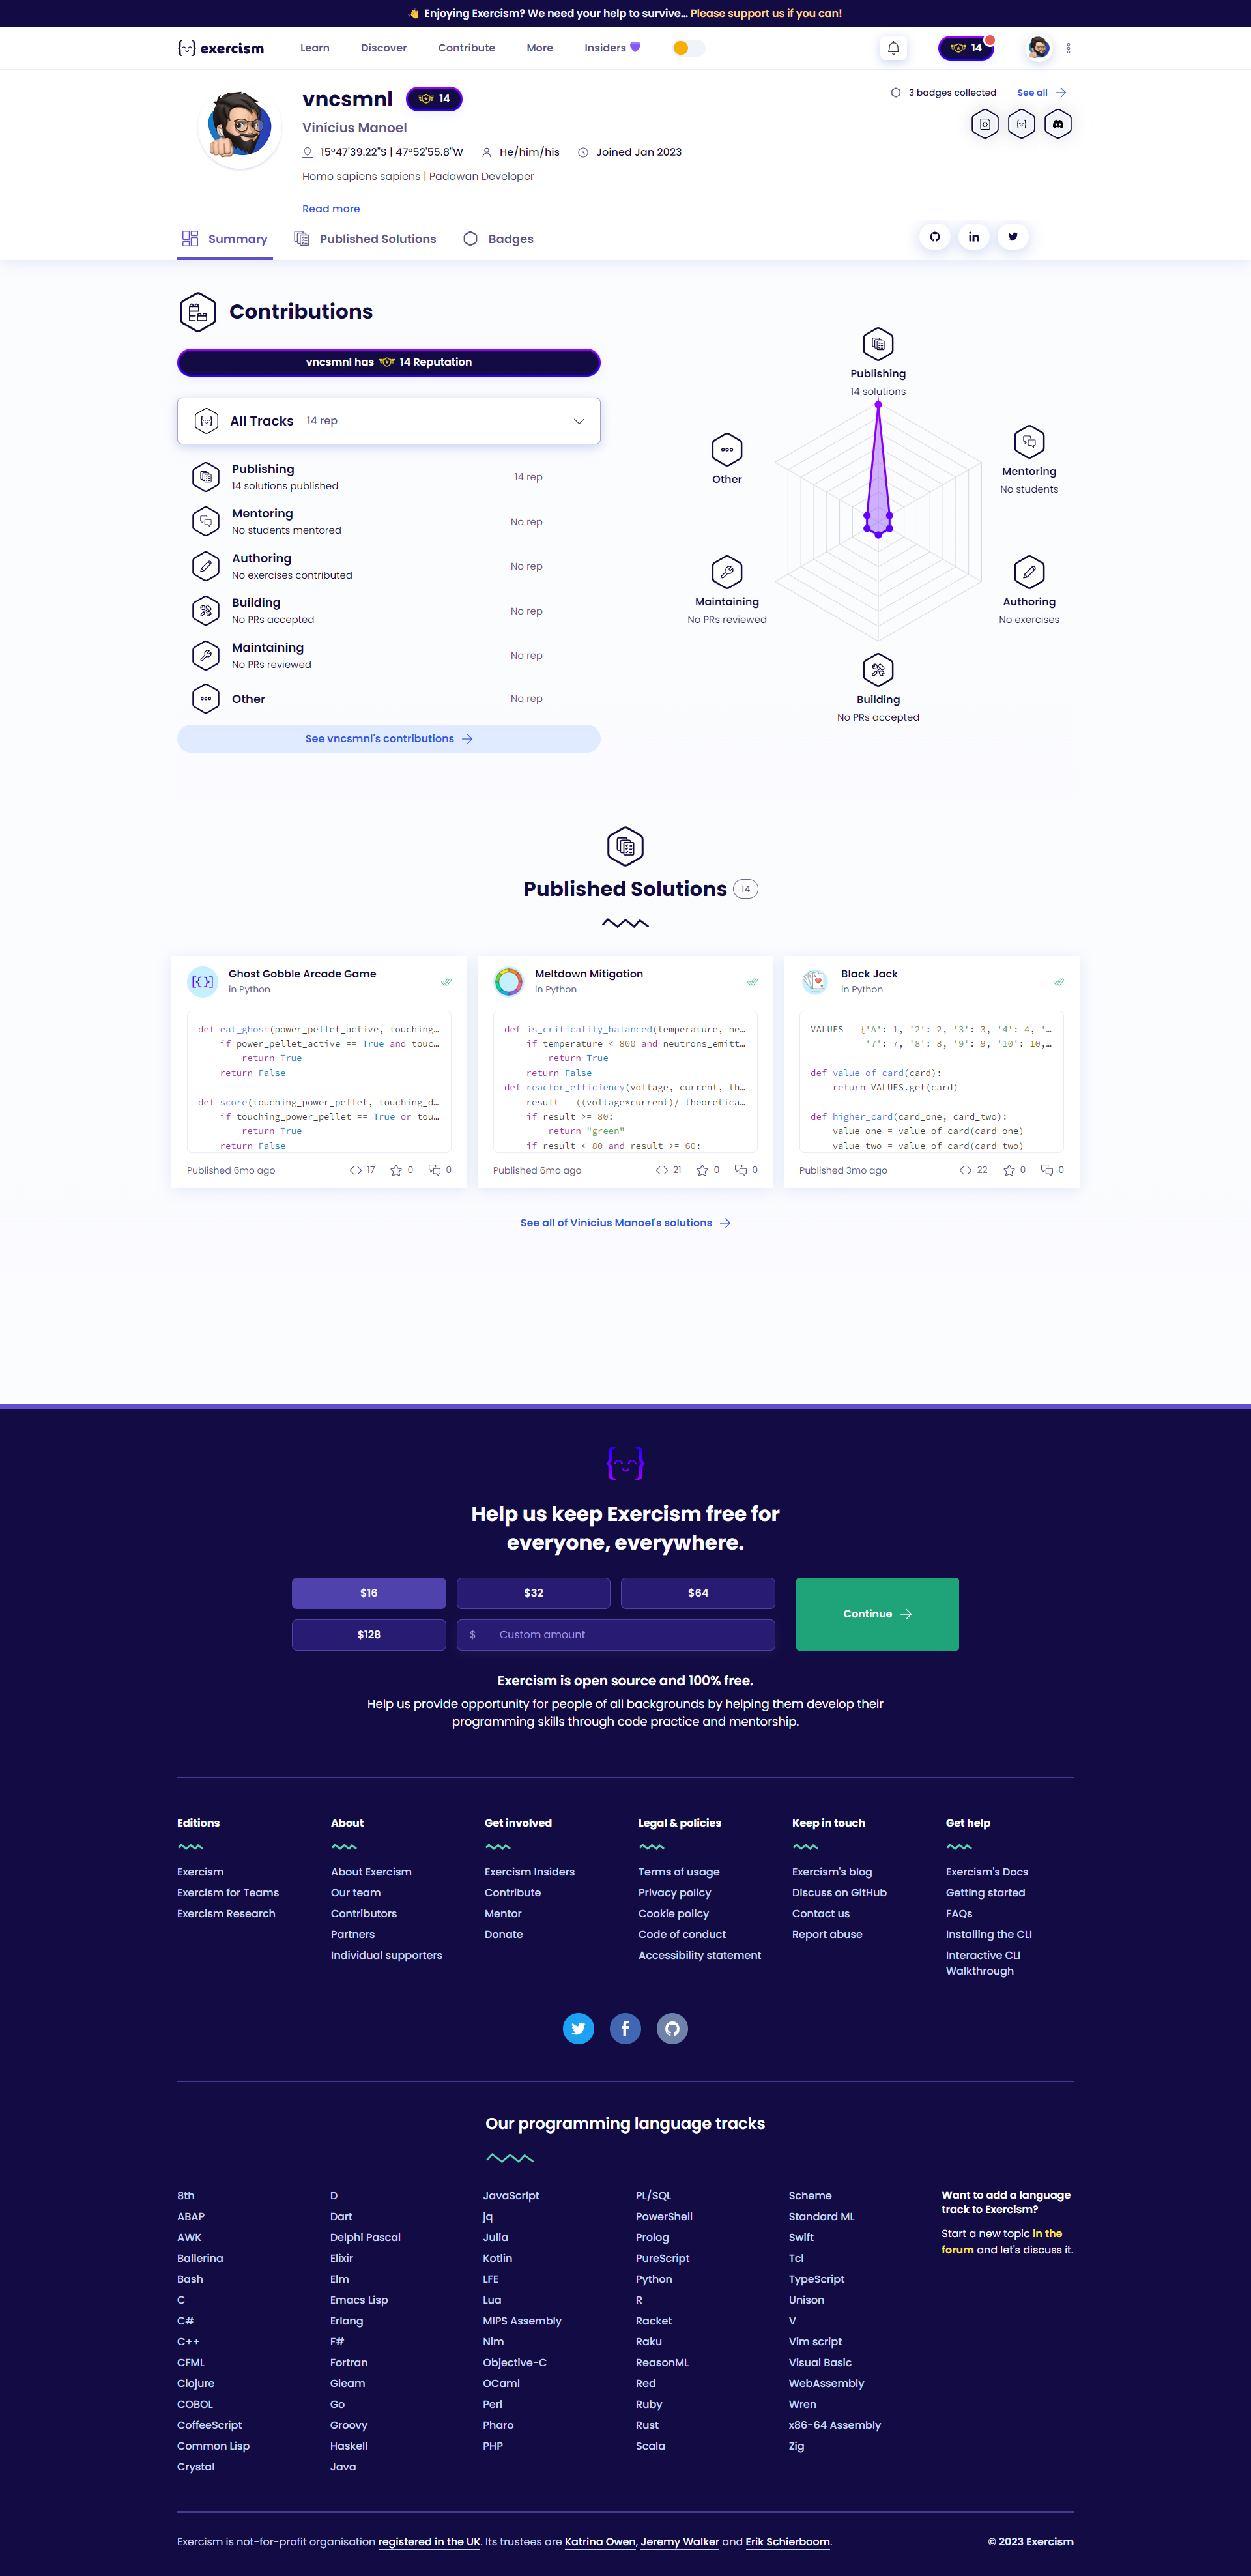 👋 Enjoying Exercism? We need your help to survive... Please support us if you can!
exercism Learn Discover Contribute More Insiders 💜 14
vncsmnl 14
Vinícius Manoel
15º47'39.22"S | 47º52'55.8"W He/him/his Joined Jan 2023
Homo sapiens sapiens | Padawan Developer
Read more
3 badges collected See all
Summary Published Solutions Badges
Contributions
vncsmnl has 14 Reputation
All Tracks 14 rep
Publishing
14 solutions published
14 rep
Mentoring
No students mentored
No rep
Authoring
No exercises contributed
No rep
Building
No PRs accepted
No rep
Maintaining
No PRs reviewed
No rep
Other
No rep
See vncsmnl's contributions
Publishing
14 solutions
Mentoring
No students
Authoring
No exercises
Building
No PRs accepted
Maintaining
No PRs reviewed
Other
Published Solutions 14
Ghost Gobble Arcade Game
in Python
def eat_ghost(power_pellet_active, touching…
if power_pellet_active == True and touc…
return True
return False
def score(touching_power_pellet, touching_d…
if touching_power_pellet == True or tou…
return True
return False
Published 6mo ago 17 0 0
Meltdown Mitigation
in Python
def is_criticality_balanced(temperature, ne…
if temperature < 800 and neutrons_emitt…
return True
return False
def reactor_efficiency(voltage, current, th…
result = ((voltage*current)/ theoretica…
if result >= 80:
return "green"
if result < 80 and result >= 60:
Published 6mo ago 21 0 0
Black Jack
in Python
VALUES = {'A': 1, '2': 2, '3': 3, '4': 4, '…
'7': 7, '8': 8, '9': 9, '10': 10,…
def value_of_card(card):
return VALUES.get(card)
def higher_card(card_one, card_two):
value_one = value_of_card(card_one)
value_two = value_of_card(card_two)
Published 3mo ago 22 0 0
See all of Vinícius Manoel's solutions
Help us keep Exercism free for
everyone, everywhere.
$16 $32 $64
$128 $ Custom amount
Continue
Exercism is open source and 100% free.
Help us provide opportunity for people of all backgrounds by helping them develop their
programming skills through code practice and mentorship.
Editions
Exercism
Exercism for Teams
Exercism Research
About
About Exercism
Our team
Contributors
Partners
Individual supporters
Get involved
Exercism Insiders
Contribute
Mentor
Donate
Legal & policies
Terms of usage
Privacy policy
Cookie policy
Code of conduct
Accessibility statement
Keep in touch
Exercism's blog
Discuss on GitHub
Contact us
Report abuse
Get help
Exercism's Docs
Getting started
FAQs
Installing the CLI
Interactive CLI
Walkthrough
Our programming language tracks
8th
ABAP
AWK
Ballerina
Bash
C
C#
C++
CFML
Clojure
COBOL
CoffeeScript
Common Lisp
Crystal
D
Dart
Delphi Pascal
Elixir
Elm
Emacs Lisp
Erlang
F#
Fortran
Gleam
Go
Groovy
Haskell
Java
JavaScript
jq
Julia
Kotlin
LFE
Lua
MIPS Assembly
Nim
Objective-C
OCaml
Perl
Pharo
PHP
PL/SQL
PowerShell
Prolog
PureScript
Python
R
Racket
Raku
ReasonML
Red
Ruby
Rust
Scala
Scheme
Standard ML
Swift
Tcl
TypeScript
Unison
V
Vim script
Visual Basic
WebAssembly
Wren
x86-64 Assembly
Zig
Want to add a language
track to Exercism?
Start a new topic in the
forum and let's discuss it.
Exercism is not-for-profit organisation registered in the UK. Its trustees are Katrina Owen, Jeremy Walker and Erik Schierboom.
© 2023 Exercism